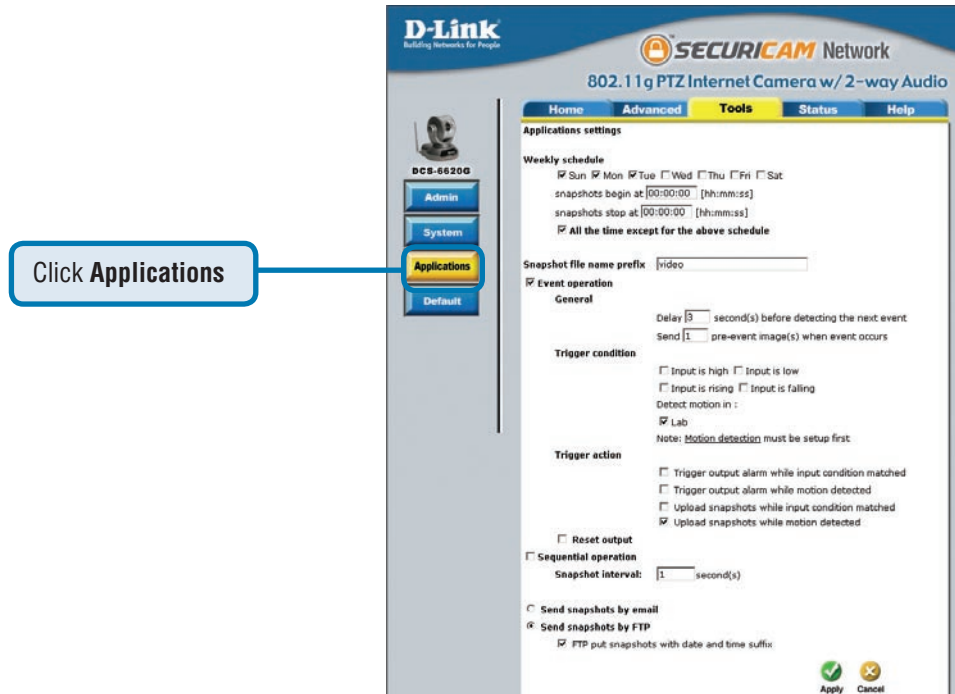 D-Link
Building Networks for People
SECURICAM Network
802.11g PTZ Internet Camera w/ 2-way Audio
Home Advanced Tools Status Help
DCS-6620G
Admin
System
Applications
Default
Click Applications
Applications settings
Weekly schedule
Sun Mon Tue Wed Thu Fri Sat
snapshots begin at 00:00:00 [hh:mm:ss]
snapshots stop at 00:00:00 [hh:mm:ss]
All the time except for the above schedule
Snapshot file name prefix video
Event operation
General
Delay 3 second(s) before detecting the next event
Send 1 pre-event image(s) when event occurs
Trigger condition
Input is high Input is low
Input is rising Input is falling
Detect motion in :
Lab
Note: Motion detection must be setup first
Trigger action
Trigger output alarm while input condition matched
Trigger output alarm while motion detected
Upload snapshots while input condition matched
Upload snapshots while motion detected
Reset output
Sequential operation
Snapshot interval: 1 second(s)
Send snapshots by email
Send snapshots by FTP
FTP put snapshots with date and time suffix
Apply Cancel